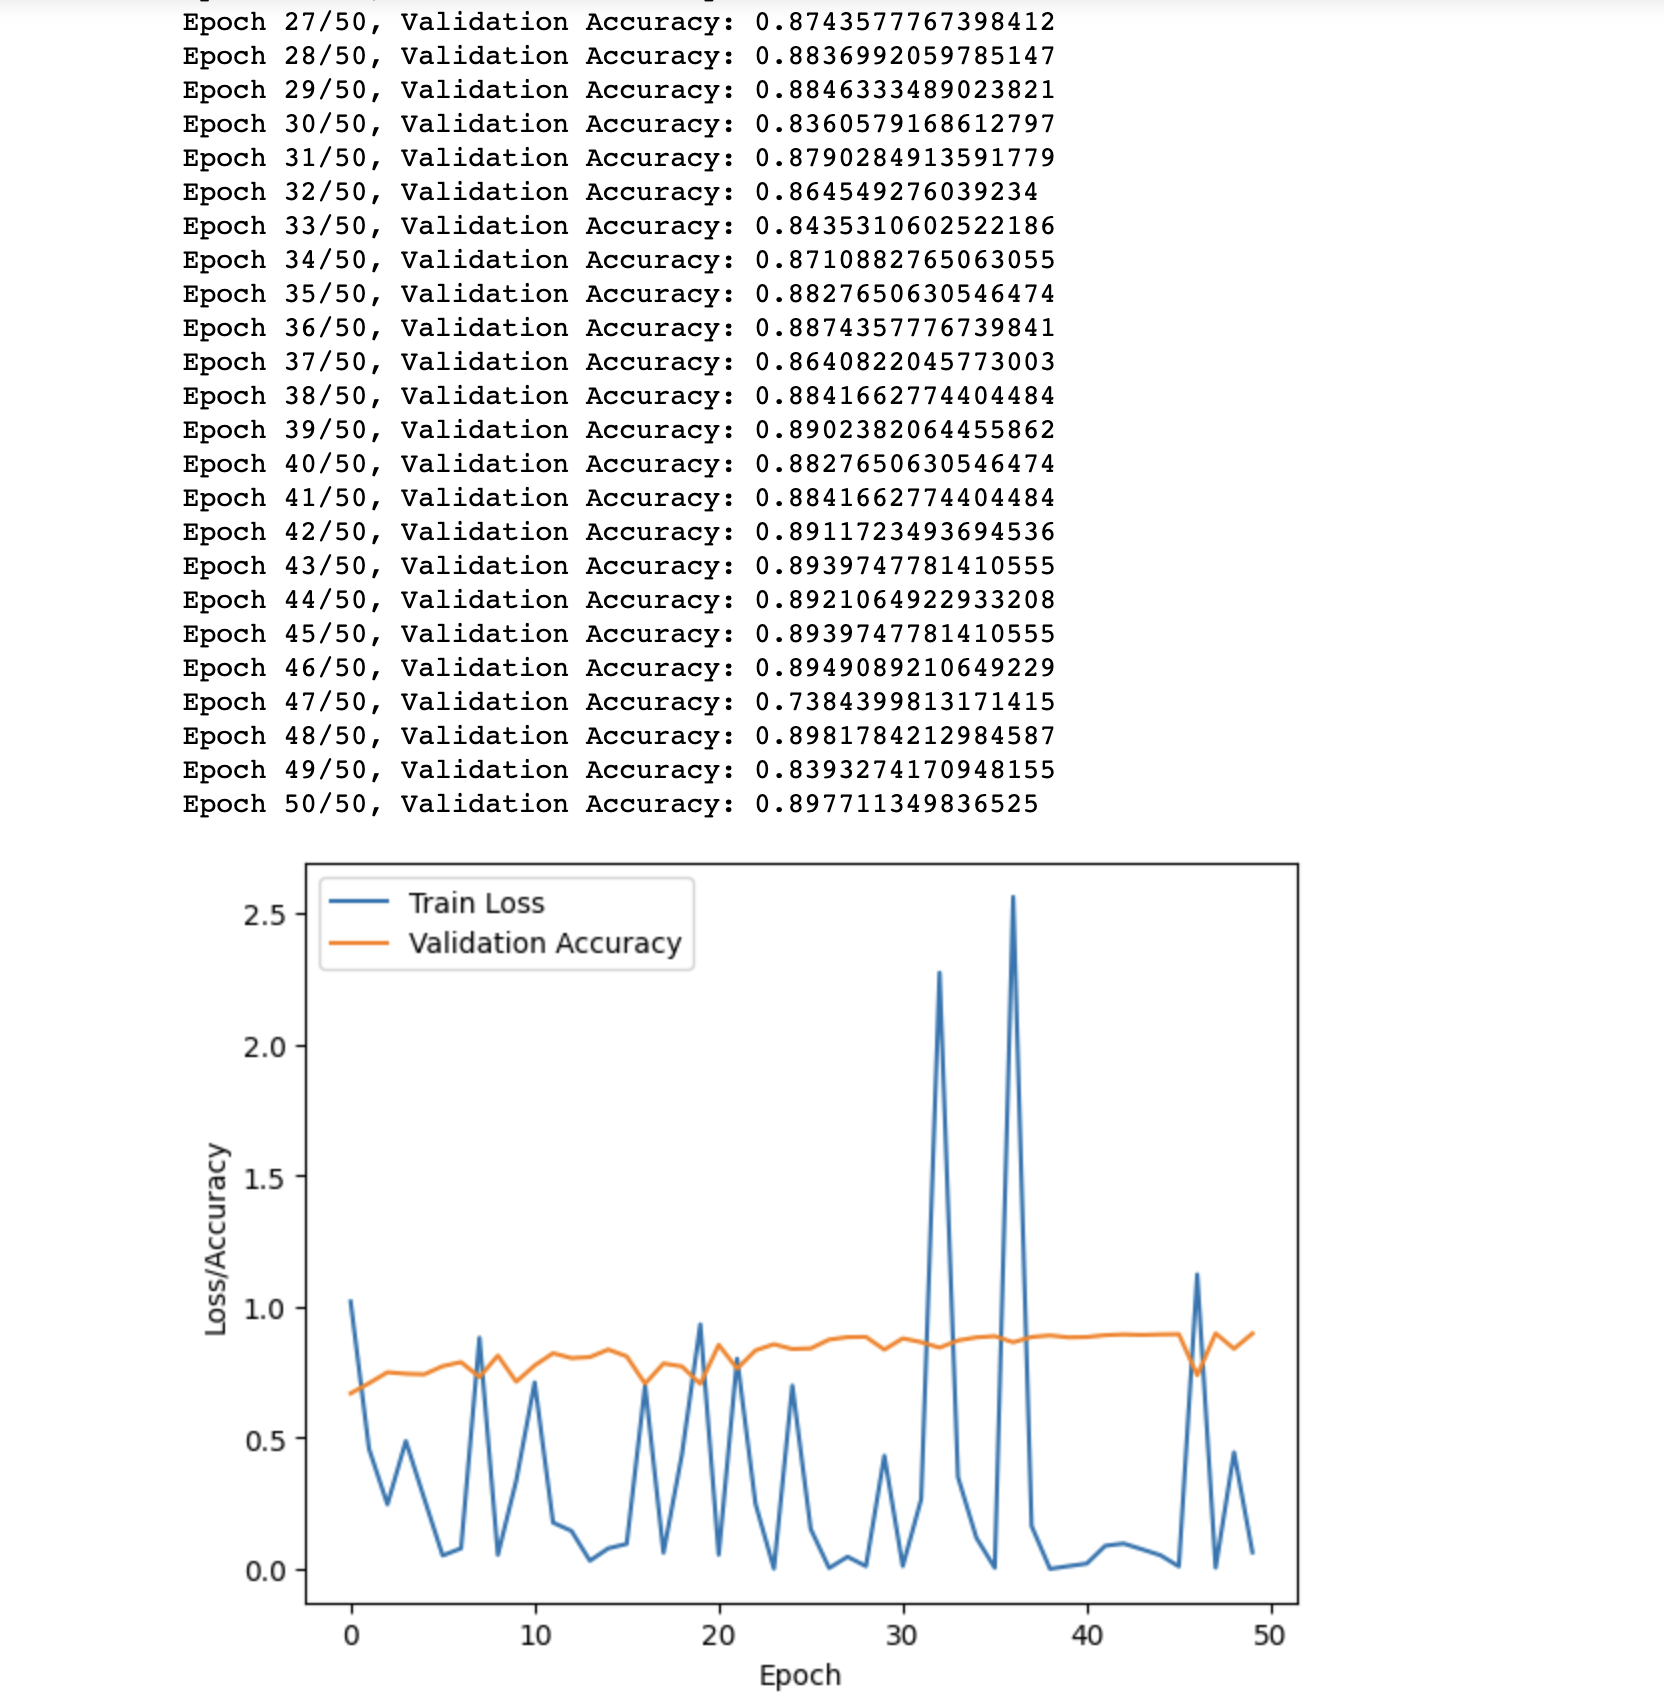 Epoch 27/50, Validation Accuracy: 0.8743577767398412
Epoch 28/50, Validation Accuracy: 0.8836992059785147
Epoch 29/50, Validation Accuracy: 0.8846333489023821
Epoch 30/50, Validation Accuracy: 0.8360579168612797
Epoch 31/50, Validation Accuracy: 0.8790284913591779
Epoch 32/50, Validation Accuracy: 0.864549276039234
Epoch 33/50, Validation Accuracy: 0.8435310602522186
Epoch 34/50, Validation Accuracy: 0.8710882765063055
Epoch 35/50, Validation Accuracy: 0.8827650630546474
Epoch 36/50, Validation Accuracy: 0.8874357776739841
Epoch 37/50, Validation Accuracy: 0.8640822045773003
Epoch 38/50, Validation Accuracy: 0.8841662774404484
Epoch 39/50, Validation Accuracy: 0.8902382064455862
Epoch 40/50, Validation Accuracy: 0.8827650630546474
Epoch 41/50, Validation Accuracy: 0.8841662774404484
Epoch 42/50, Validation Accuracy: 0.8911723493694536
Epoch 43/50, Validation Accuracy: 0.8939747781410555
Epoch 44/50, Validation Accuracy: 0.8921064922933208
Epoch 45/50, Validation Accuracy: 0.8939747781410555
Epoch 46/50, Validation Accuracy: 0.8949089210649229
Epoch 47/50, Validation Accuracy: 0.7384399813171415
Epoch 48/50, Validation Accuracy: 0.8981784212984587
Epoch 49/50, Validation Accuracy: 0.8393274170948155
Epoch 50/50, Validation Accuracy: 0.897711349836525
Train Loss
Validation Accuracy
2.5
2.0
1.5
1.0
0.5
0.0
Loss/Accuracy
0 10 20 30 40 50
Epoch